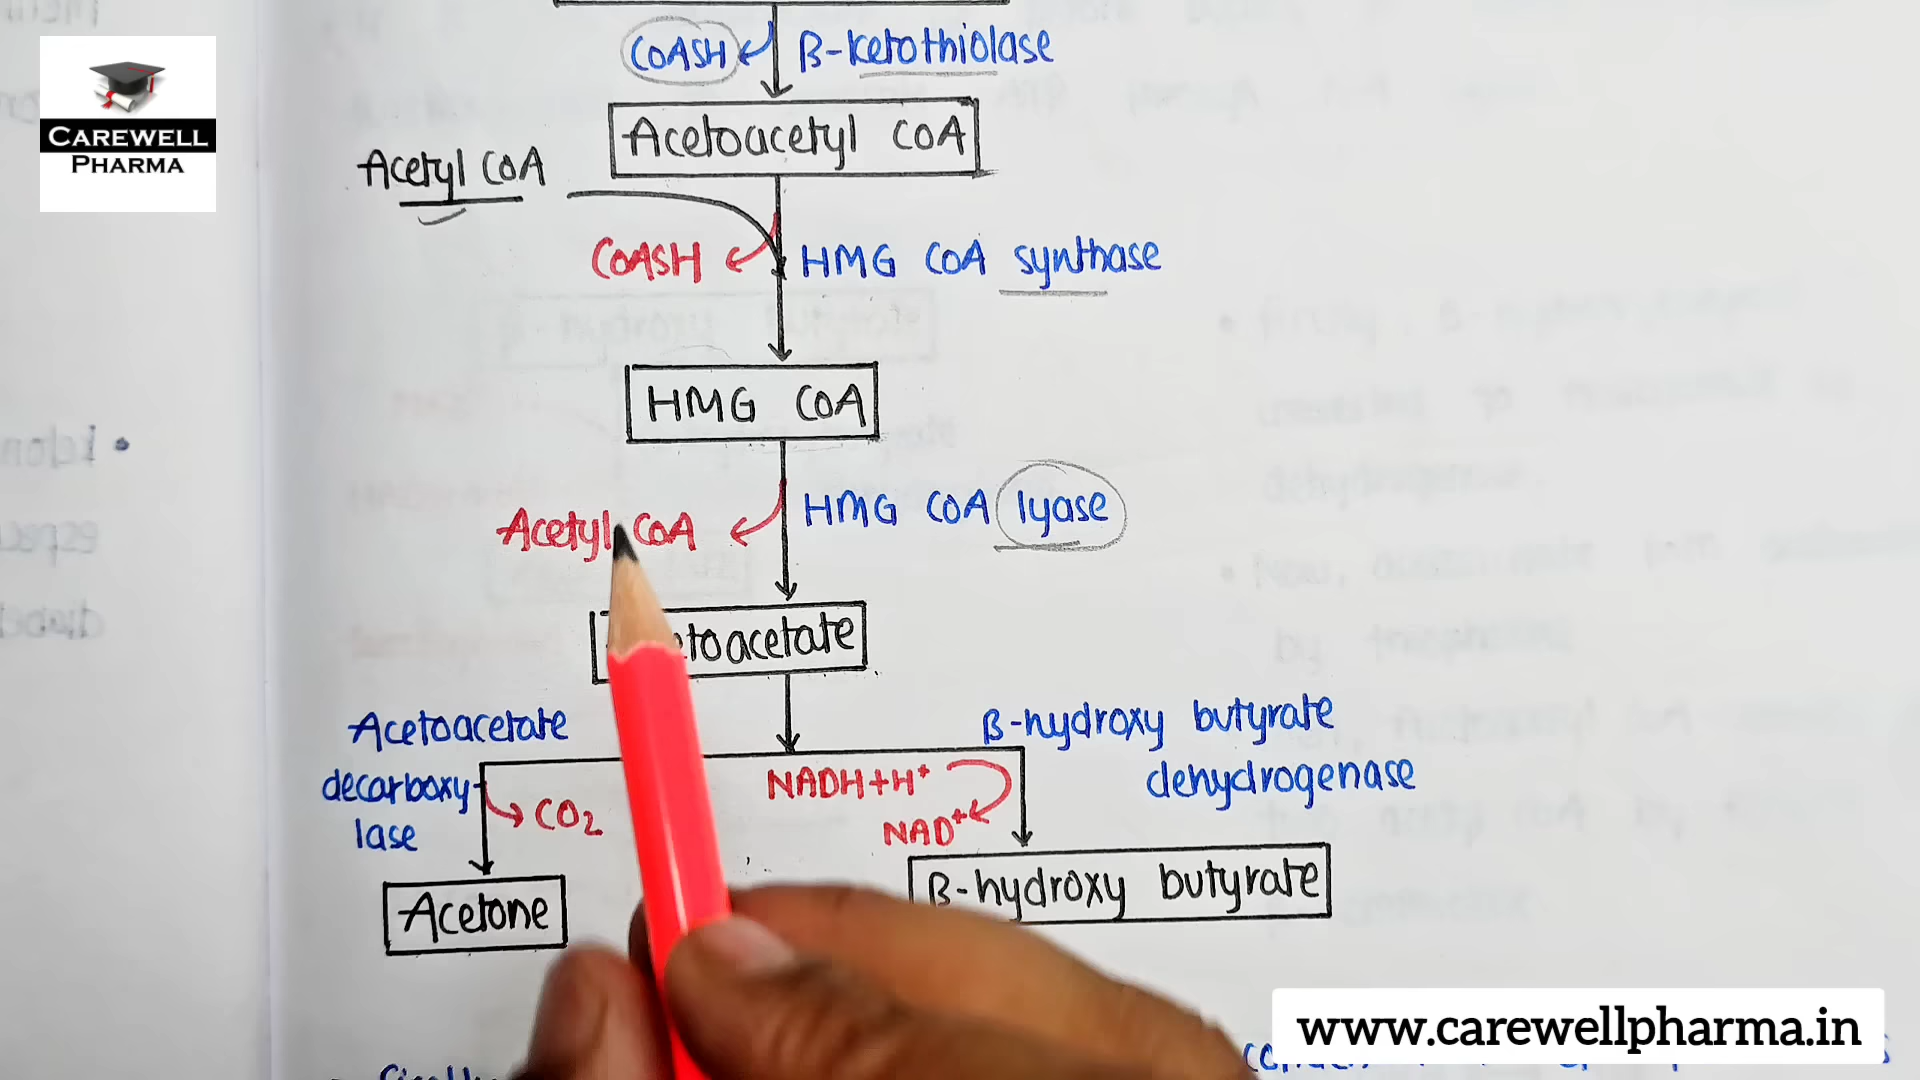 CAREWELL
PHARMA
CoASH β-ketothiolase
Acetoacetyl CoA
Acetyl CoA
CoASH HMG CoA synthase
HMG CoA
HMG CoA lyase
Acetyl CoA
etoacetate
Acetoacetate
decarboxy
lase
CO2
NADH+H+
NAD+
β-hydroxy butyrate
dehydrogenase
Acetone
β-hydroxy butyrate
www.carewellpharma.in